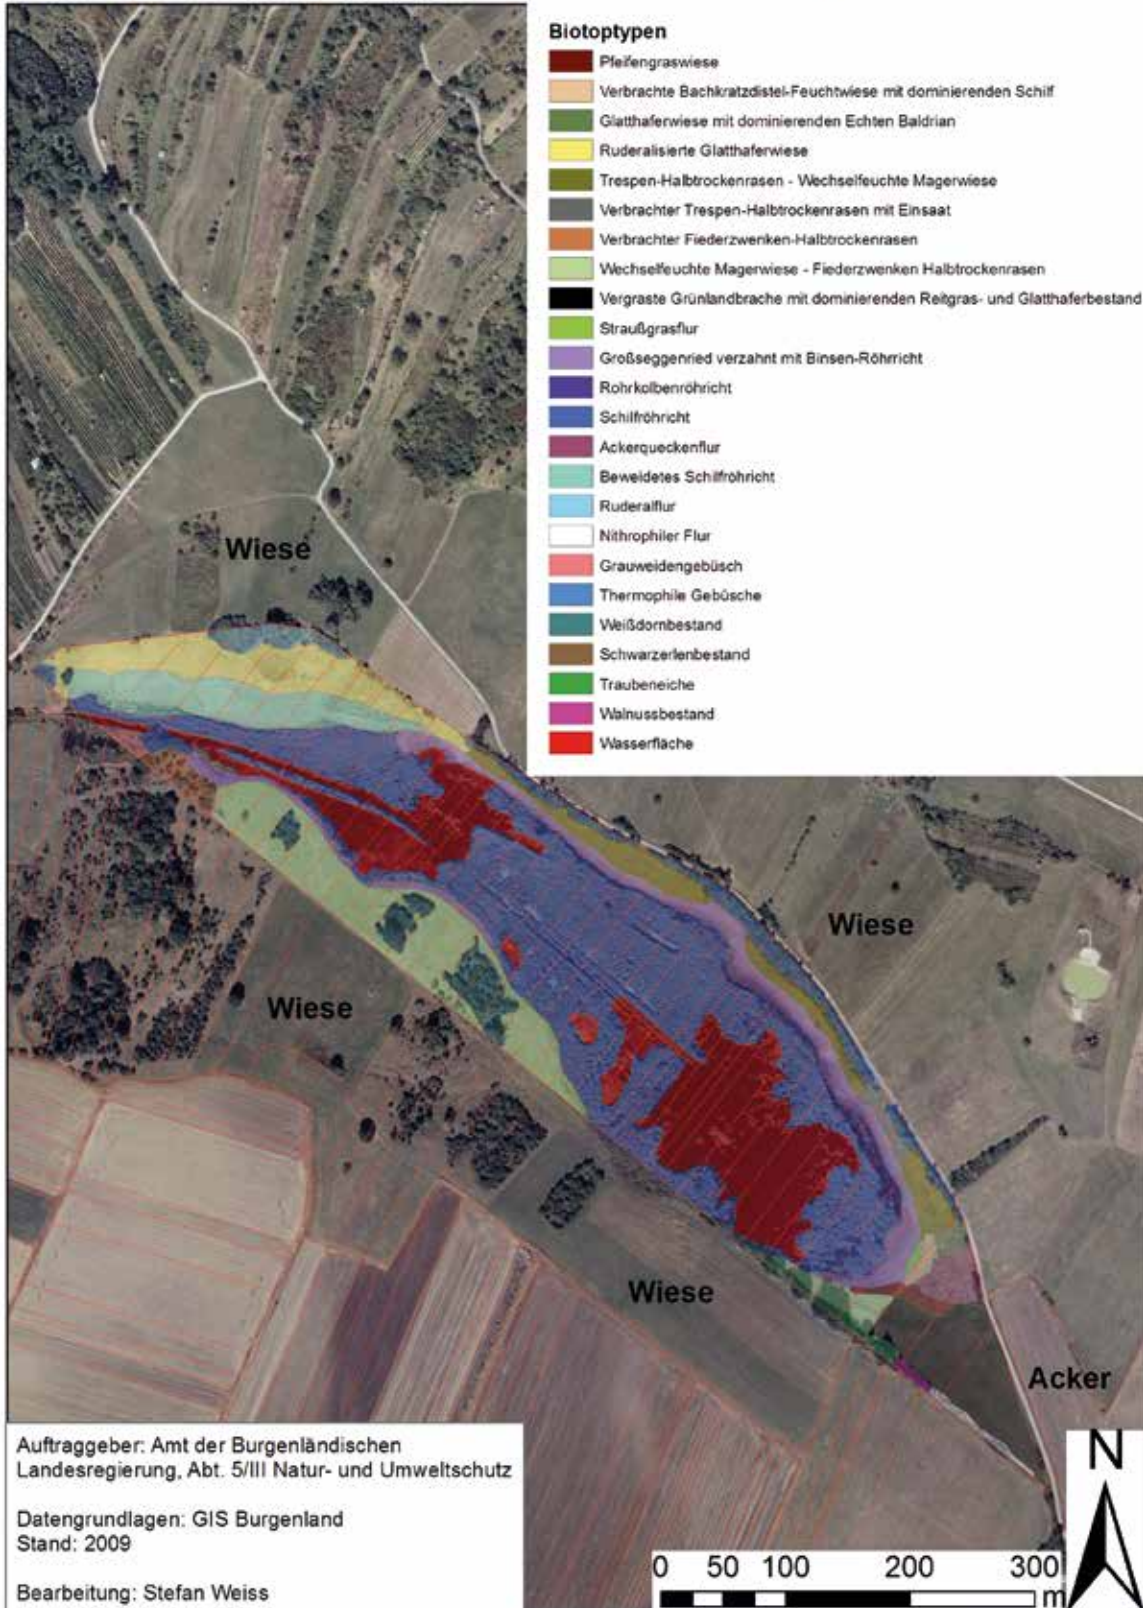 Biotoptypen
Pfeifengraswiese
Verbrachte Bachkratzdistel-Feuchtwiese mit dominierenden Schilf
Glatthaferwiese mit dominierenden Echten Baldrian
Ruderalisierte Glatthaferwiese
Trespen-Halbtrockenrasen - Wechselfeuchte Magerwiese
Verbrachter Trespen-Halbtrockenrasen mit Einsaat
Verbrachter Fiederzwenken-Halbtrockenrasen
Wechselfeuchte Magerwiese - Fiederzwenken Halbtrockenrasen
Vergraste Grünlandbrache mit dominierenden Reitgras- und Glatthaferbestand
Straußgrasflur
Großseggenried verzahnt mit Binsen-Röhrricht
Rohrkolbenröhricht
Schilfröhricht
Ackerqueckenflur
Beweidetes Schilfröhricht
Ruderalflur
Nithrophiler Flur
Grauweidengebüsch
Thermophile Gebüsche
Weißdornbestand
Schwarzerlenbestand
Traubeneiche
Walnussbestand
Wasserfläche
Wiese
Wiese
Wiese
Wiese
Acker
Auftraggeber: Amt der Burgenländischen
Landesregierung, Abt. 5/III Natur- und Umweltschutz
Datengrundlagen: GIS Burgenland
Stand: 2009
Bearbeitung: Stefan Weiss
N
0 50 100 200 300
m